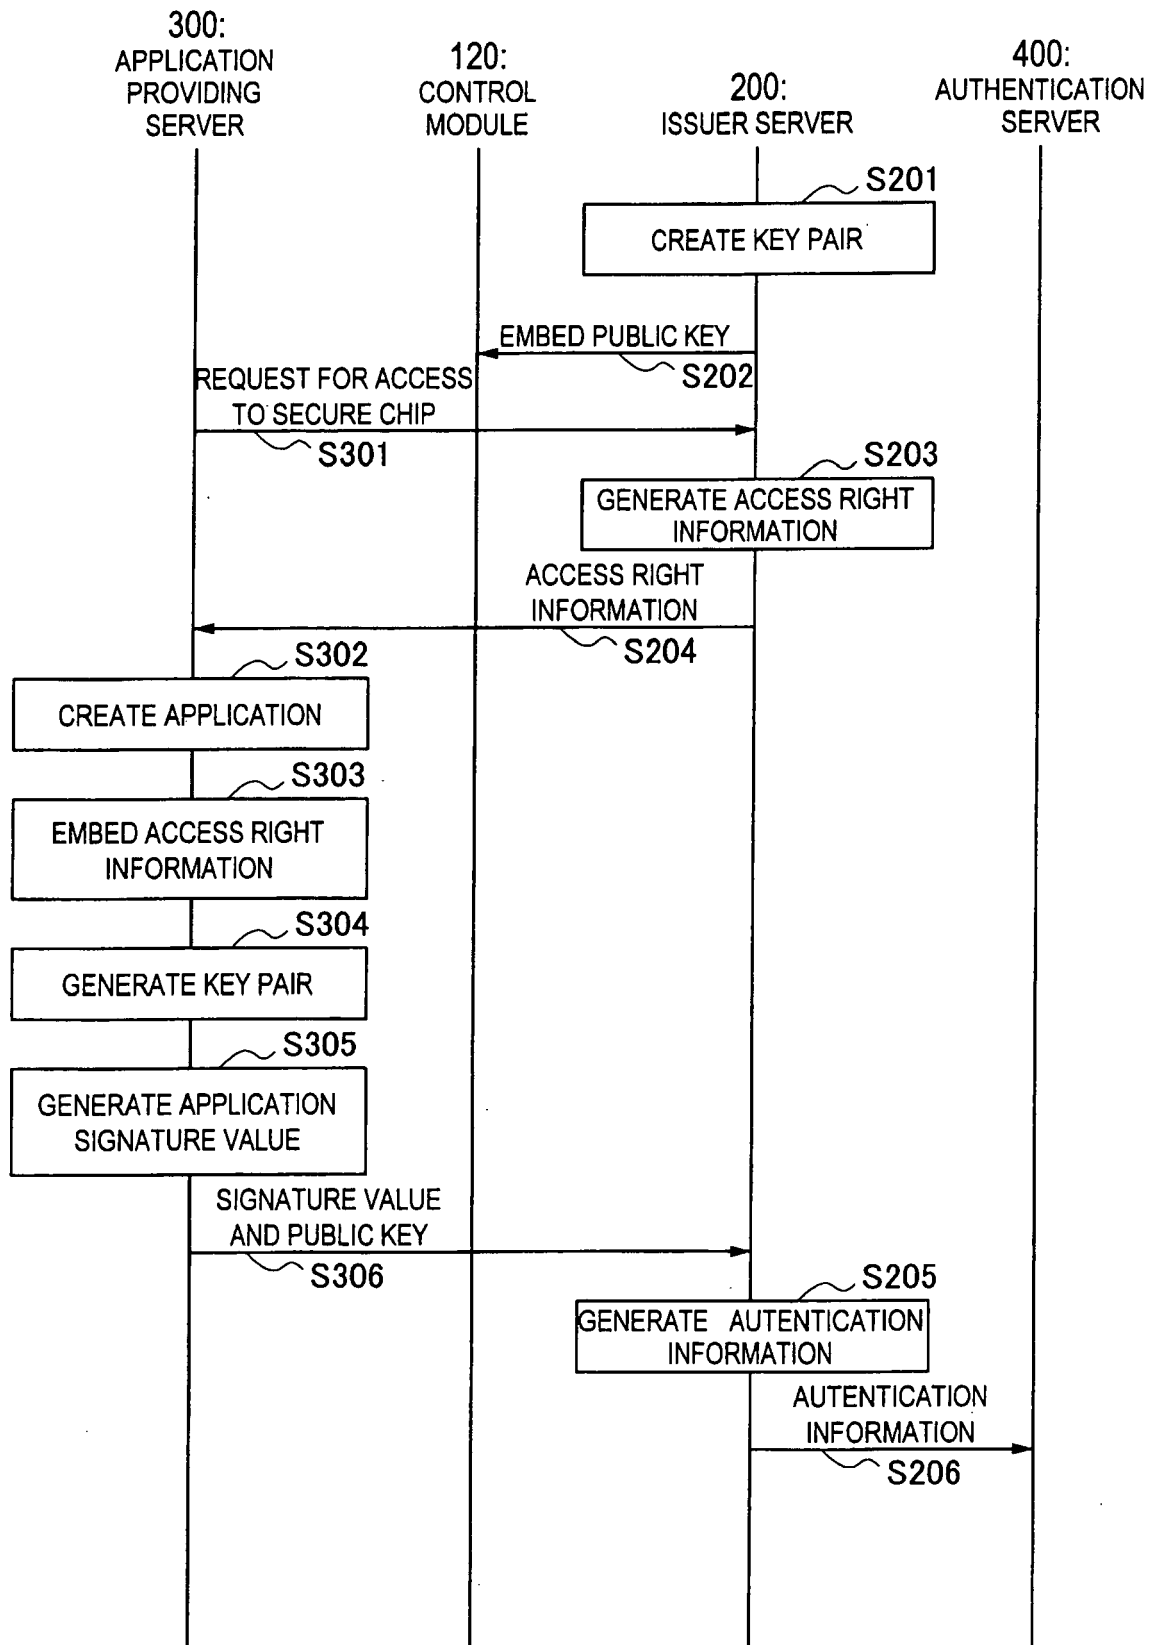 300:
APPLICATION
PROVIDING
SERVER
120:
CONTROL
MODULE
200:
ISSUER SERVER
400:
AUTHENTICATION
SERVER
S201
CREATE KEY PAIR
EMBED PUBLIC KEY
S202
REQUEST FOR ACCESS
TO SECURE CHIP
S301
S203
GENERATE ACCESS RIGHT
INFORMATION
ACCESS RIGHT
INFORMATION
S204
S302
CREATE APPLICATION
S303
EMBED ACCESS RIGHT
INFORMATION
S304
GENERATE KEY PAIR
S305
GENERATE APPLICATION
SIGNATURE VALUE
SIGNATURE VALUE
AND PUBLIC KEY
S306
S205
GENERATE AUTENTICATION
INFORMATION
AUTENTICATION
INFORMATION
S206